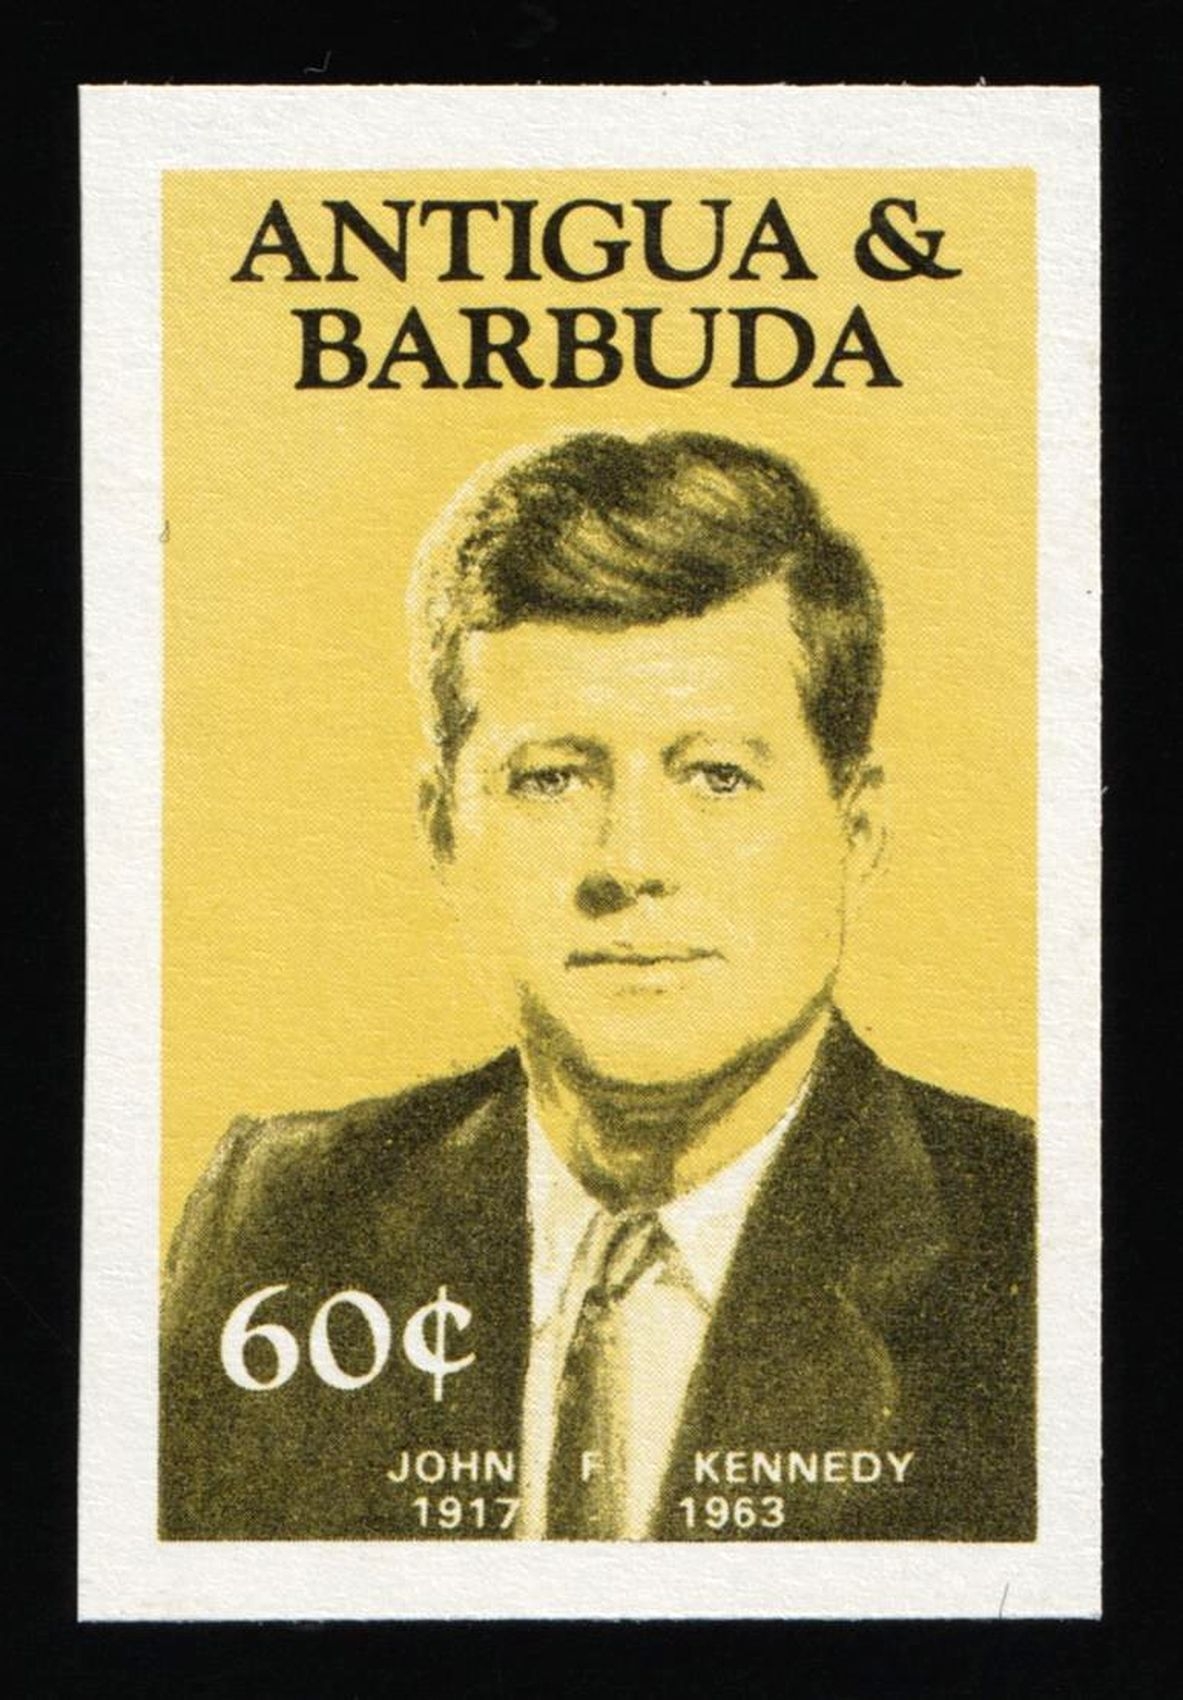 ANTIGUA &
BARBUDA
60¢
JOHN F KENNEDY
1917 1963